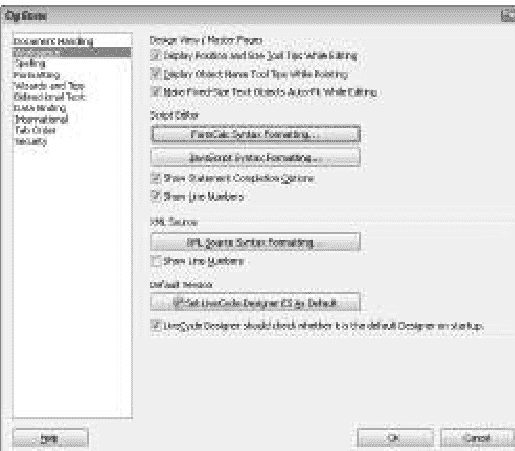 Options
Document Handling
Workspace
Spelling
Formatting
Wizards and Tips
Bidirectional Text
Data Binding
International
Tab Order
Security
Design View / Master Pages
Display Position and Size Tool Tips While Editing
Display Object Name Tool Tips While Pointing
Make Fixed-Size Text Objects Auto-Fit While Editing
Script Editor
FormCalc Syntax Formatting...
JavaScript Syntax Formatting...
Show Statement Completion Options
Show Line Numbers
XML Source
XML Source Syntax Formatting...
Show Line Numbers
Default Version
Set LiveCycle Designer ES As Default
LiveCycle Designer should check whether it is the default Designer on startup.
Help
OK
Cancel